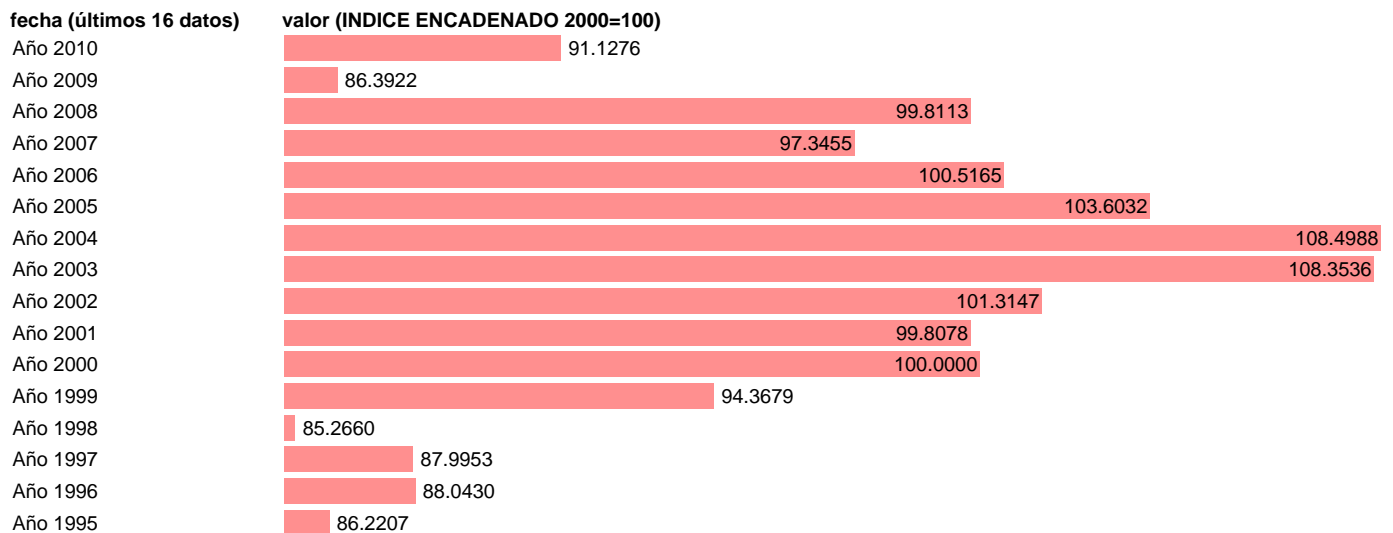 fecha (últimos 16 datos) valor (INDICE ENCADENADO 2000=100)
Año 2010 91.1276
Año 2009 86.3922
Año 2008 99.8113
Año 2007 97.3455
Año 2006 100.5165
Año 2005 103.6032
Año 2004 108.4988
Año 2003 108.3536
Año 2002 101.3147
Año 2001 99.8078
Año 2000 100.0000
Año 1999 94.3679
Año 1998 85.2660
Año 1997 87.9953
Año 1996 88.0430
Año 1995 86.2207